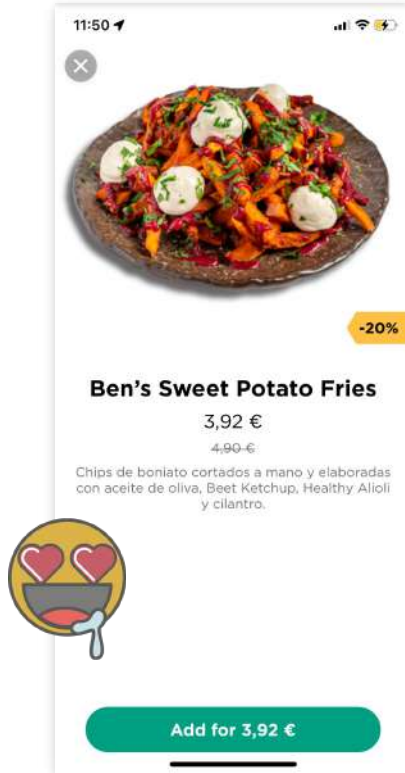 11:50
-20%
Ben's Sweet Potato Fries
3,92 €
4,90 €
Chips de boniato cortados a mano y elaboradas
con aceite de oliva, Beet Ketchup, Healthy Alioli
y cilantro.
Add for 3,92 €